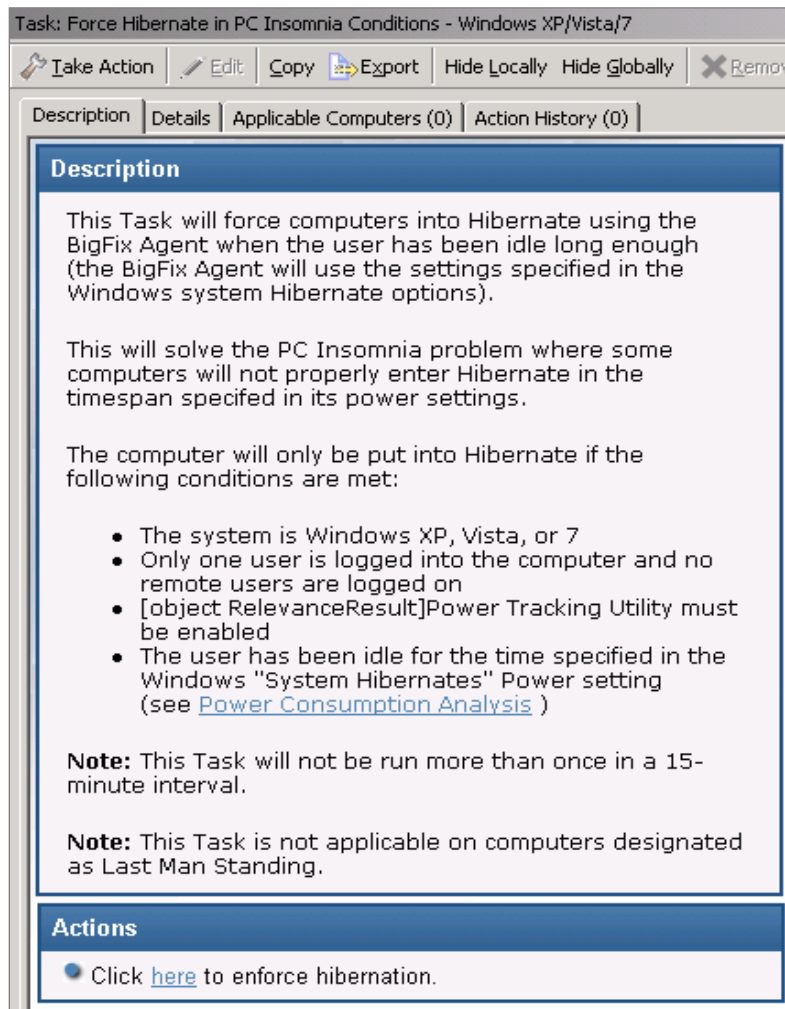 Task: Force Hibernate in PC Insomnia Conditions - Windows XP/Vista/7
Take Action Edit Copy Export Hide Locally Hide Globally Remov
Description Details Applicable Computers (0) Action History (0)
Description
This Task will force computers into Hibernate using the
BigFix Agent when the user has been idle long enough
(the BigFix Agent will use the settings specified in the
Windows system Hibernate options).
This will solve the PC Insomnia problem where some
computers will not properly enter Hibernate in the
timespan specifed in its power settings.
The computer will only be put into Hibernate if the
following conditions are met:
• The system is Windows XP, Vista, or 7
• Only one user is logged into the computer and no
remote users are logged on
• [object RelevanceResult]Power Tracking Utility must
be enabled
• The user has been idle for the time specified in the
Windows "System Hibernates" Power setting
(see Power Consumption Analysis )
Note: This Task will not be run more than once in a 15-
minute interval.
Note: This Task is not applicable on computers designated
as Last Man Standing.
Actions
Click here to enforce hibernation.